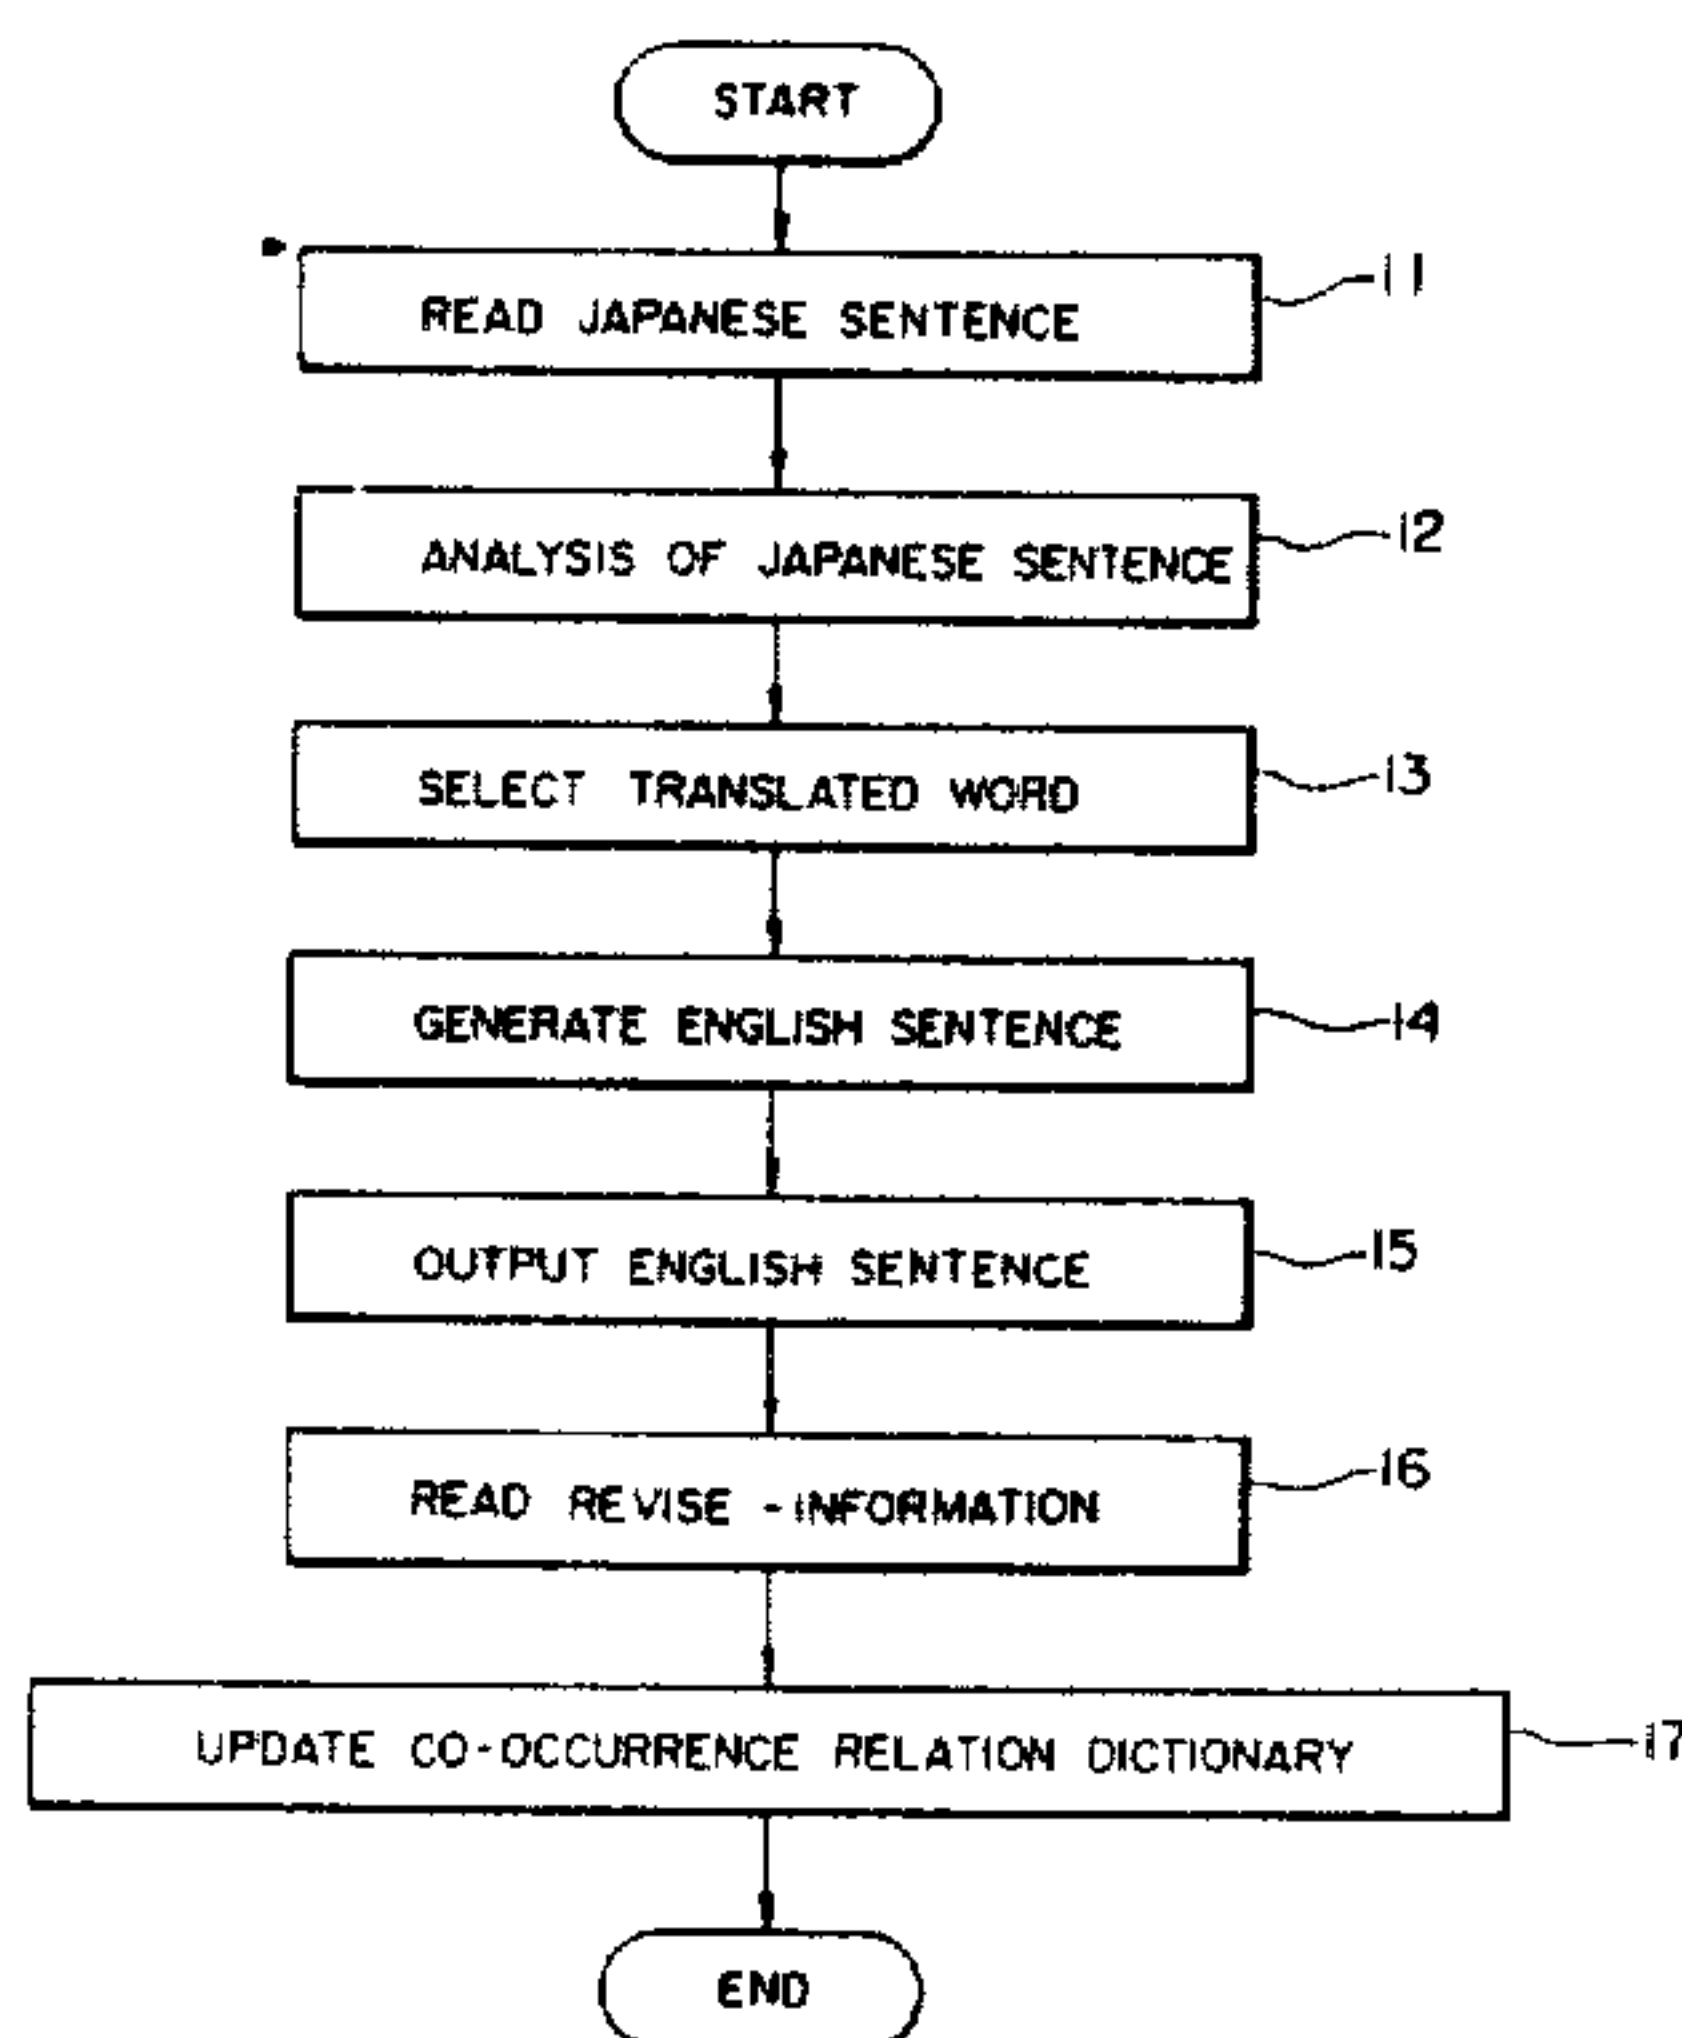 START
READ JAPANESE SENTENCE
11
ANALYSIS OF JAPANESE SENTENCE
12
SELECT TRANSLATED WORD
13
GENERATE ENGLISH SENTENCE
14
OUTPUT ENGLISH SENTENCE
15
READ REVISE-INFORMATION
16
UPDATE CO-OCCURRENCE RELATION DICTIONARY
17
END